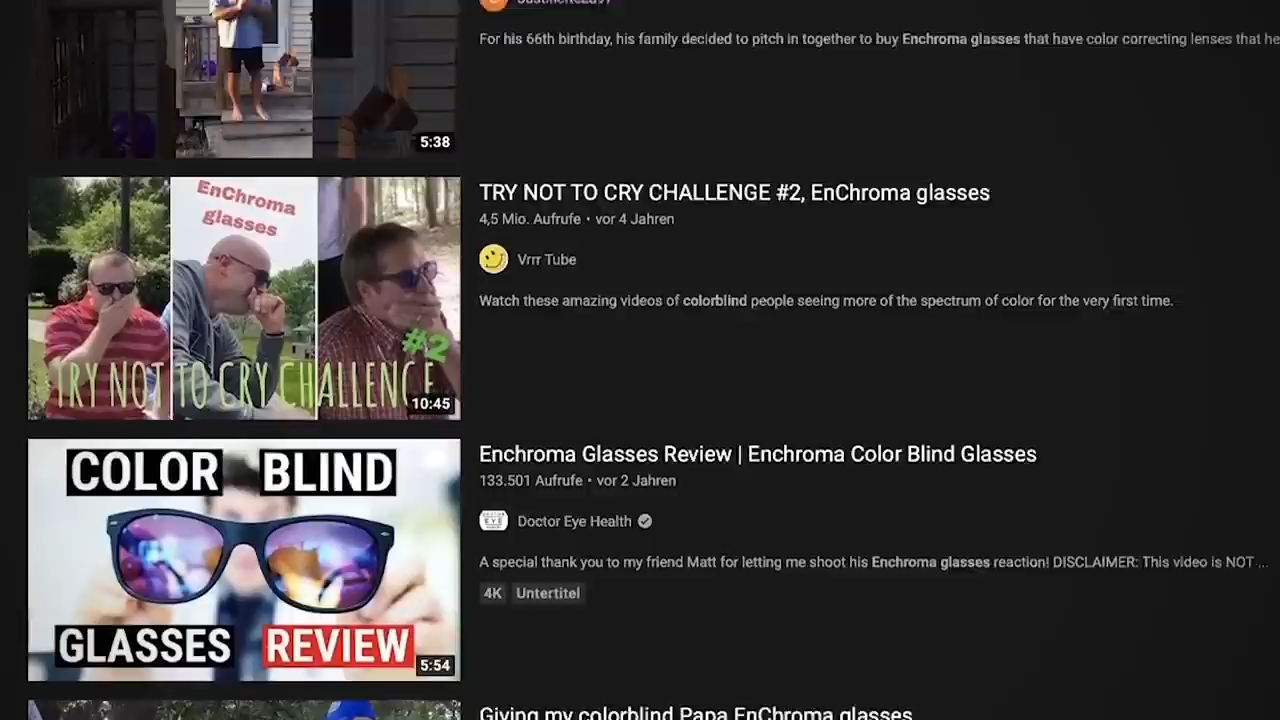 For his 66th birthday, his family decided to pitch in together to buy Enchroma glasses that have color correcting lenses that he
5:38
EnChroma
glasses
#2
TRY NOT TO CRY CHALLENGE
10:45
TRY NOT TO CRY CHALLENGE #2, EnChroma glasses
4,5 Mio. Aufrufe • vor 4 Jahren
Vrrr Tube
Watch these amazing videos of colorblind people seeing more of the spectrum of color for the very first time.
COLOR BLIND
GLASSES REVIEW
5:54
Enchroma Glasses Review | Enchroma Color Blind Glasses
133.501 Aufrufe • vor 2 Jahren
Doctor Eye Health
A special thank you to my friend Matt for letting me shoot his Enchroma glasses reaction! DISCLAIMER: This video is NOT ...
4K Untertitel
Giving my colorblind Papa EnChroma glasses